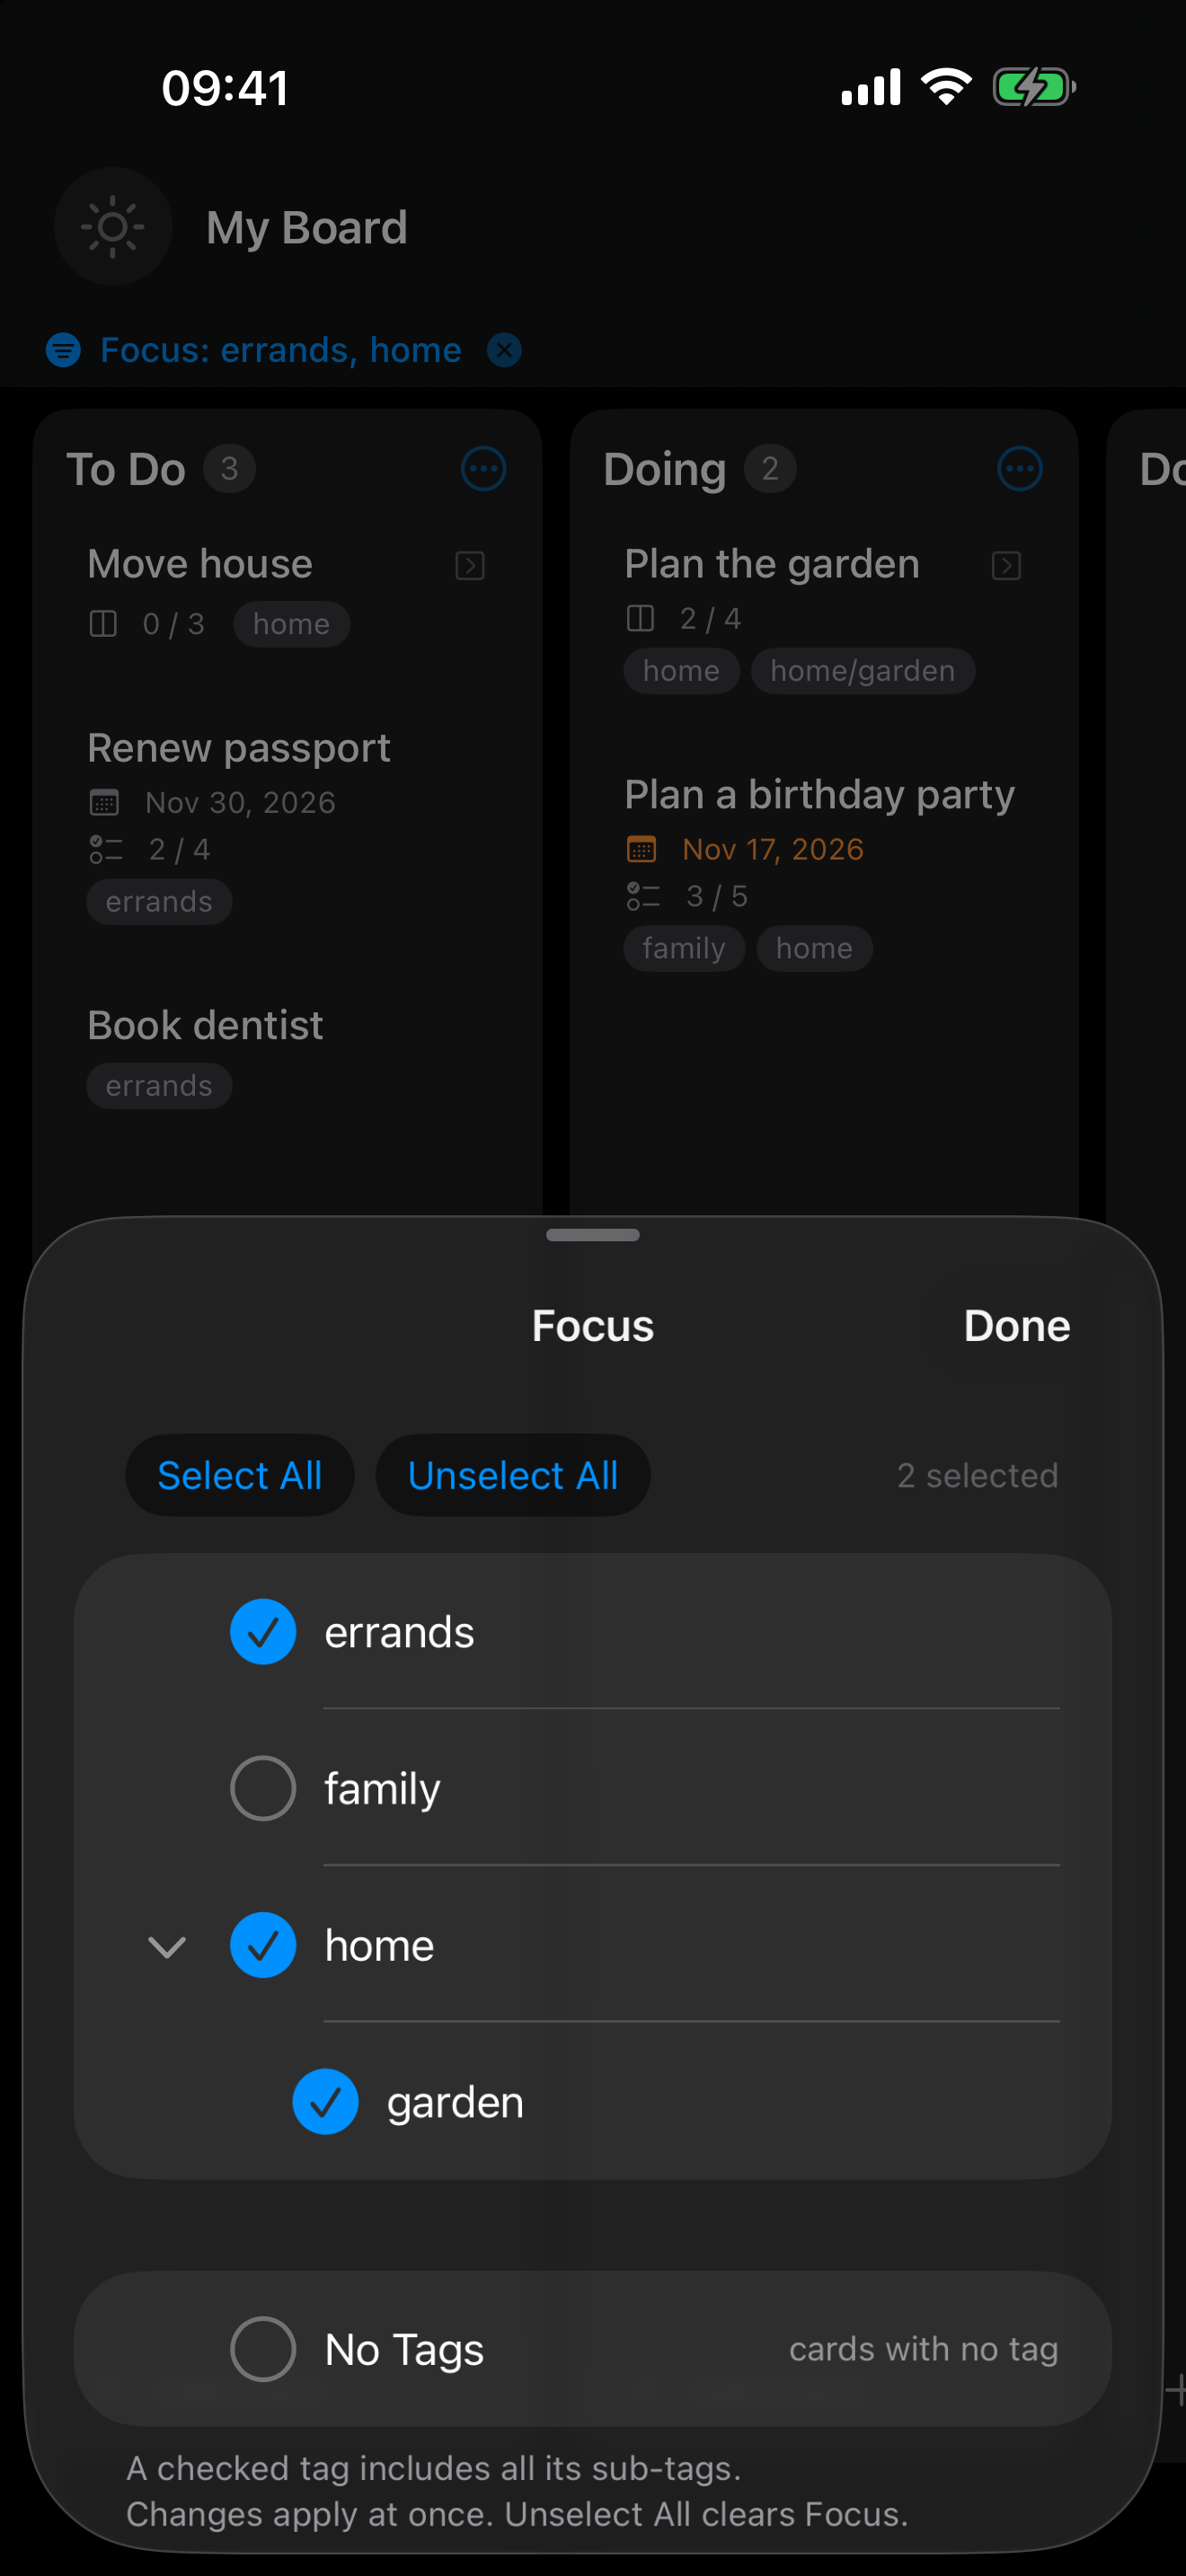 09:41
My Board
Focus: errands, home
To Do 3
Move house
0 / 3 home
Renew passport
Nov 30, 2026
2 / 4
errands
Book dentist
errands
Doing 2
Plan the garden
2 / 4
home home/garden
Plan a birthday party
Nov 17, 2026
3 / 5
family home
Focus
Done
Select All
Unselect All
2 selected
errands
family
home
garden
No Tags
cards with no tag
A checked tag includes all its sub-tags.
Changes apply at once. Unselect All clears Focus.